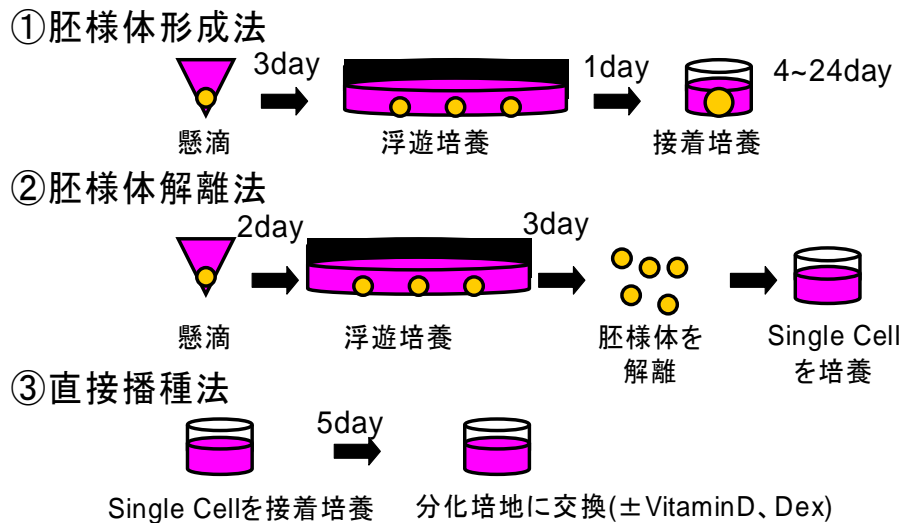 ①胚様体形成法
3day
1day
4~24day
懸滴
浮遊培養
接着培養
②胚様体解離法
2day
3day
懸滴
浮遊培養
胚様体を
解離
Single Cell
を培養
③直接播種法
5day
Single Cellを接着培養
分化培地に交換(±VitaminD、Dex)